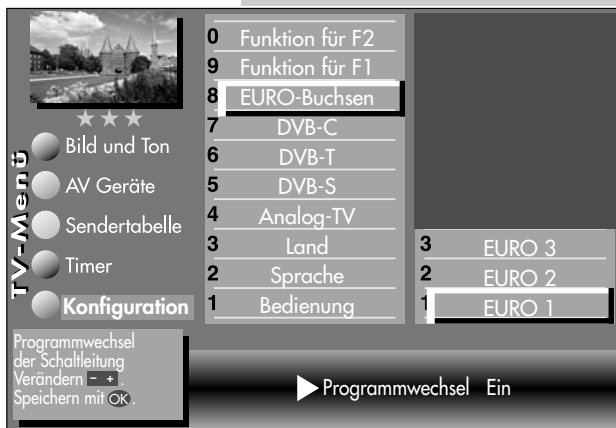 TV-Menü
Bild und Ton
AV Geräte
Sendertabelle
Timer
Konfiguration
0 Funktion für F2
9 Funktion für F1
8 EURO-Buchsen
7 DVB-C
6 DVB-T
5 DVB-S
4 Analog-TV
3 Land
2 Sprache
1 Bedienung
3 EURO 3
2 EURO 2
1 EURO 1
Programmwechsel
der Schaltleitung
Verändern - + .
Speichern mit OK .
Programmwechsel Ein